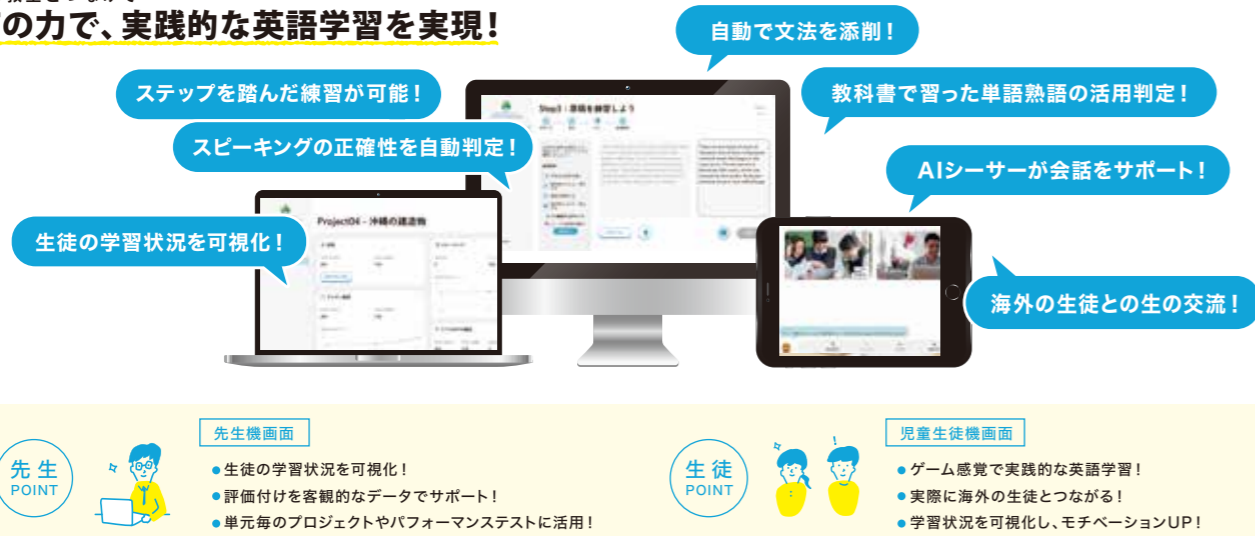 の力で、実践的な英語学習を実現！
自動で文法を添削！
ステップを踏んだ練習が可能！
教科書で習った単語熟語の活用判定！
スピーキングの正確性を自動判定！
AIシーサーが会話をサポート！
生徒の学習状況を可視化！
海外の生徒との生の交流！
Step3：原稿を練習しよう
Project04 - 沖縄の建造物
先生
POINT
先生機画面
●生徒の学習状況を可視化！
●評価付けを客観的なデータでサポート！
●単元毎のプロジェクトやパフォーマンステストに活用！
生徒
POINT
児童生徒機画面
●ゲーム感覚で実践的な英語学習！
●実際に海外の生徒とつながる！
●学習状況を可視化し、モチベーションUP！